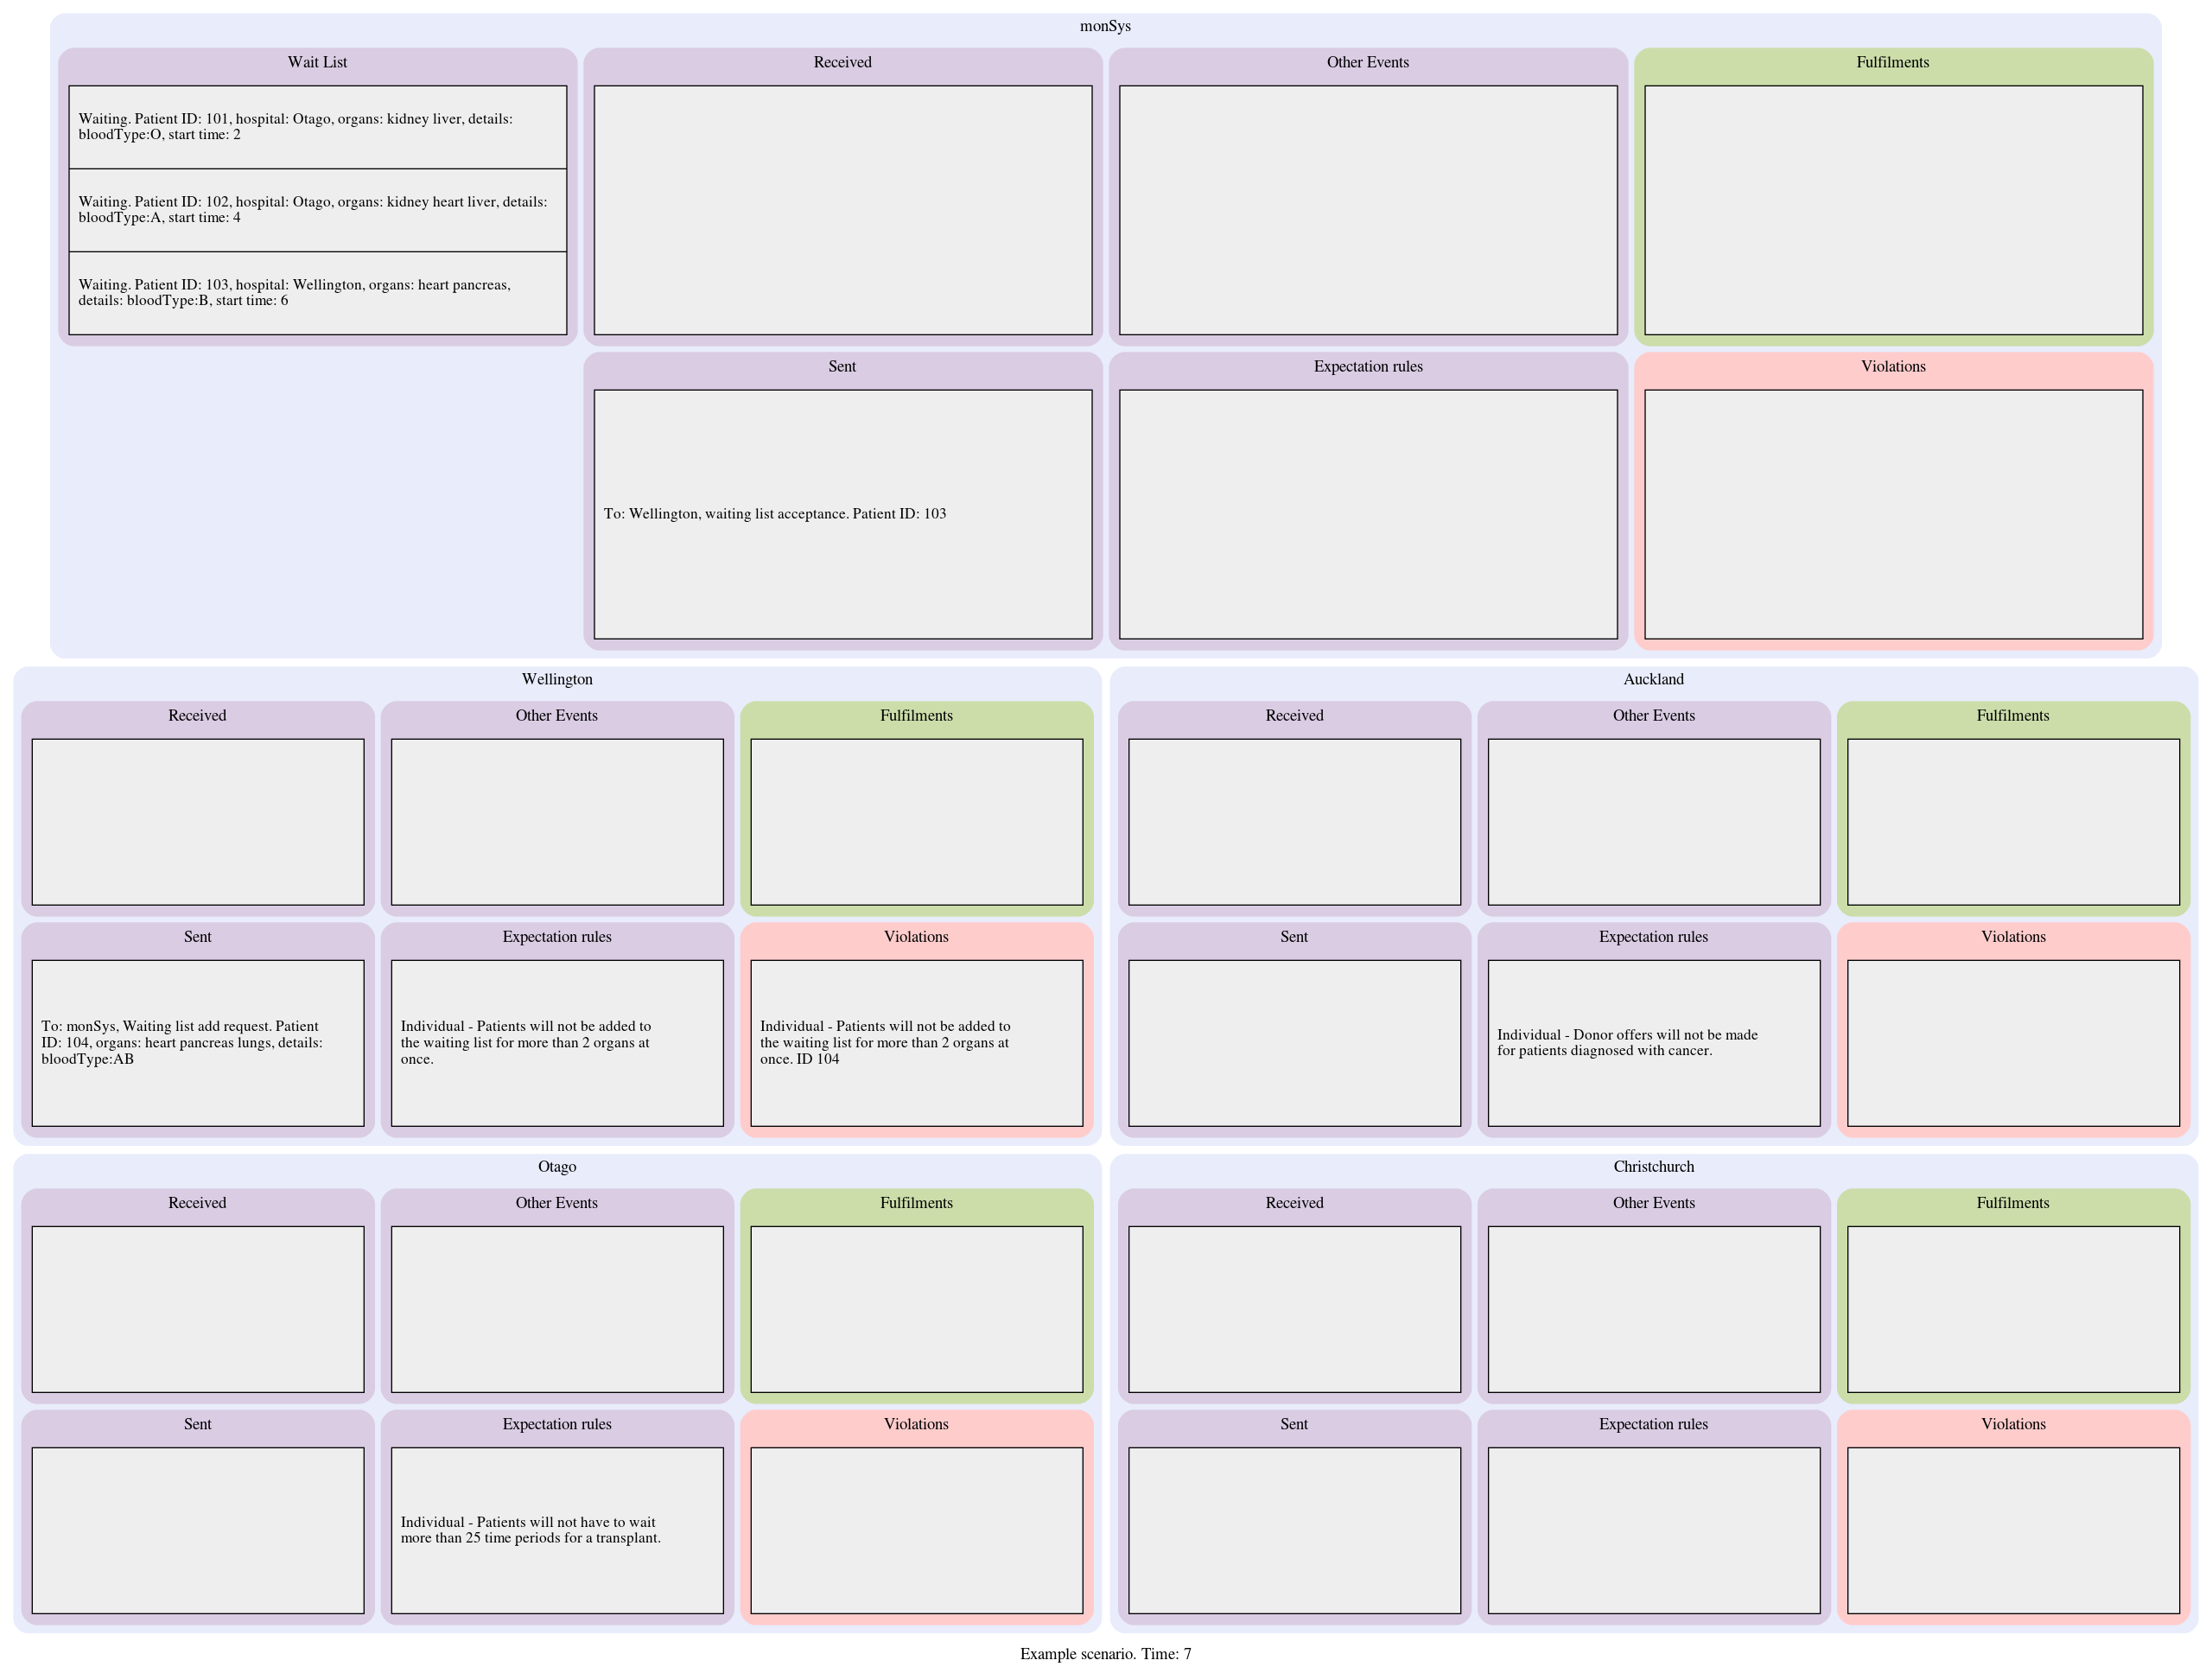 monSys
Wait List
Waiting. Patient ID: 101, hospital: Otago, organs: kidney liver, details:
bloodType:O, start time: 2
Waiting. Patient ID: 102, hospital: Otago, organs: kidney heart liver, details:
bloodType:A, start time: 4
Waiting. Patient ID: 103, hospital: Wellington, organs: heart pancreas,
details: bloodType:B, start time: 6
Received
Other Events
Fulfilments
Sent
To: Wellington, waiting list acceptance. Patient ID: 103
Expectation rules
Violations
Wellington
Received
Other Events
Fulfilments
Sent
To: monSys, Waiting list add request. Patient
ID: 104, organs: heart pancreas lungs, details:
bloodType:AB
Expectation rules
Individual - Patients will not be added to
the waiting list for more than 2 organs at
once.
Violations
Individual - Patients will not be added to
the waiting list for more than 2 organs at
once. ID 104
Auckland
Received
Other Events
Fulfilments
Sent
Expectation rules
Individual - Donor offers will not be made
for patients diagnosed with cancer.
Violations
Otago
Received
Other Events
Fulfilments
Sent
Expectation rules
Individual - Patients will not have to wait
more than 25 time periods for a transplant.
Violations
Christchurch
Received
Other Events
Fulfilments
Sent
Expectation rules
Violations
Example scenario. Time: 7